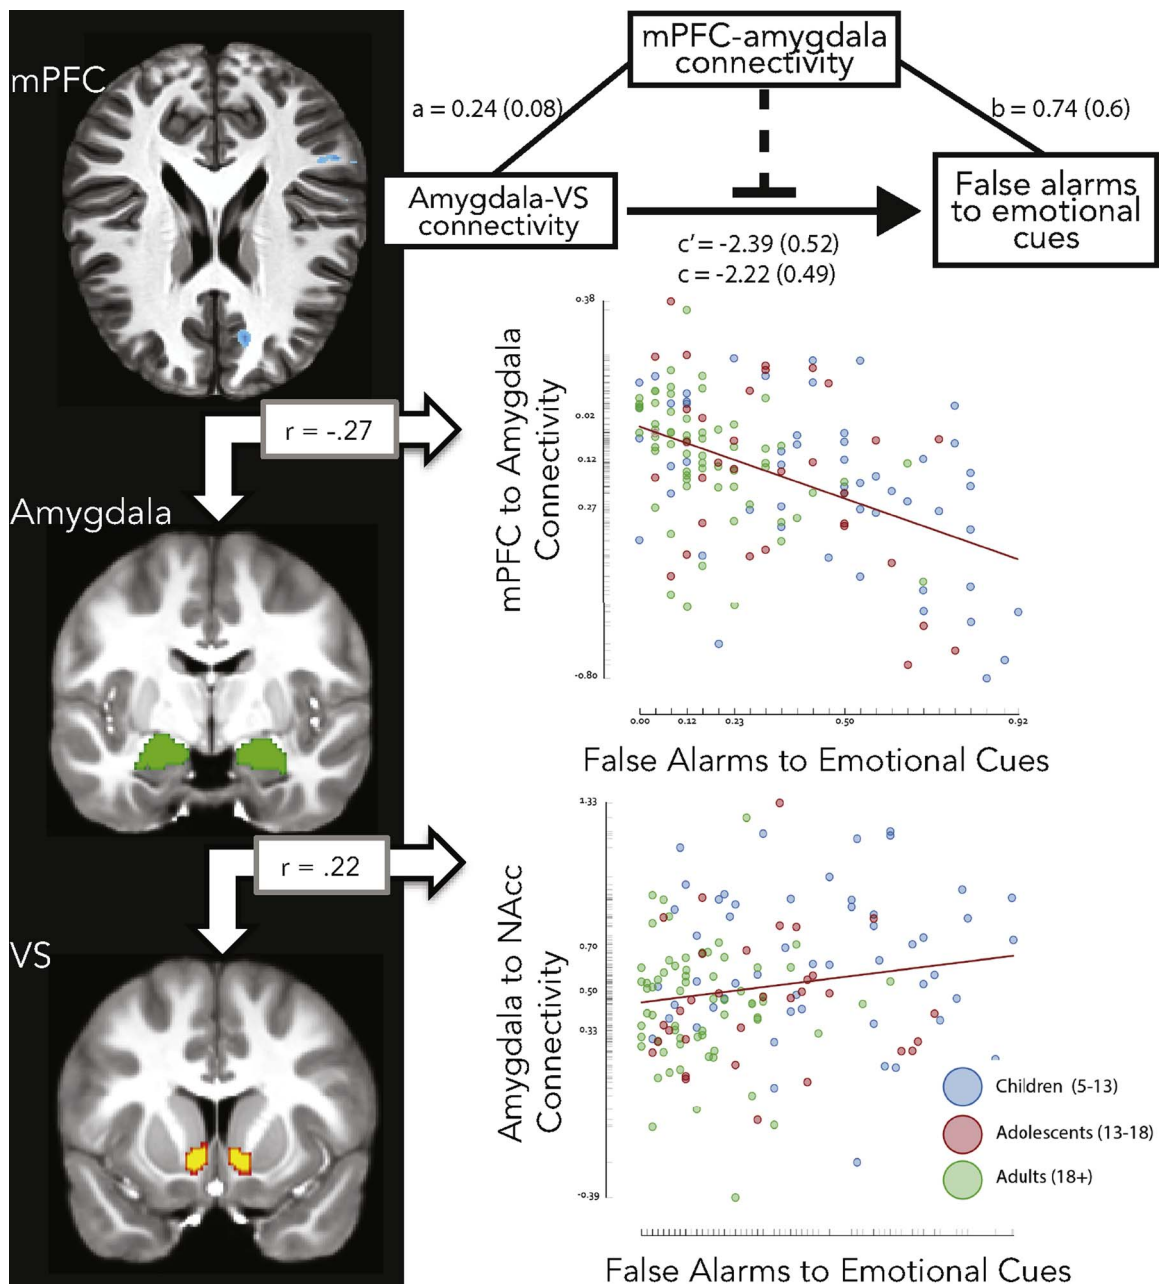 mPFC
mPFC-amygdala
connectivity
a = 0.24 (0.08)
b = 0.74 (0.6)
Amygdala-VS
connectivity
False alarms
to emotional
cues
c' = -2.39 (0.52)
c = -2.22 (0.49)
r = -.27
mPFC to Amygdala
Connectivity
0.38
0.02
0.12
0.27
-0.80
0.00
0.12
0.23
0.50
0.92
False Alarms to Emotional Cues
Amygdala
r = .22
Amygdala to NAcc
Connectivity
1.33
0.70
0.50
0.33
-0.39
Children (5-13)
Adolescents (13-18)
Adults (18+)
False Alarms to Emotional Cues
VS